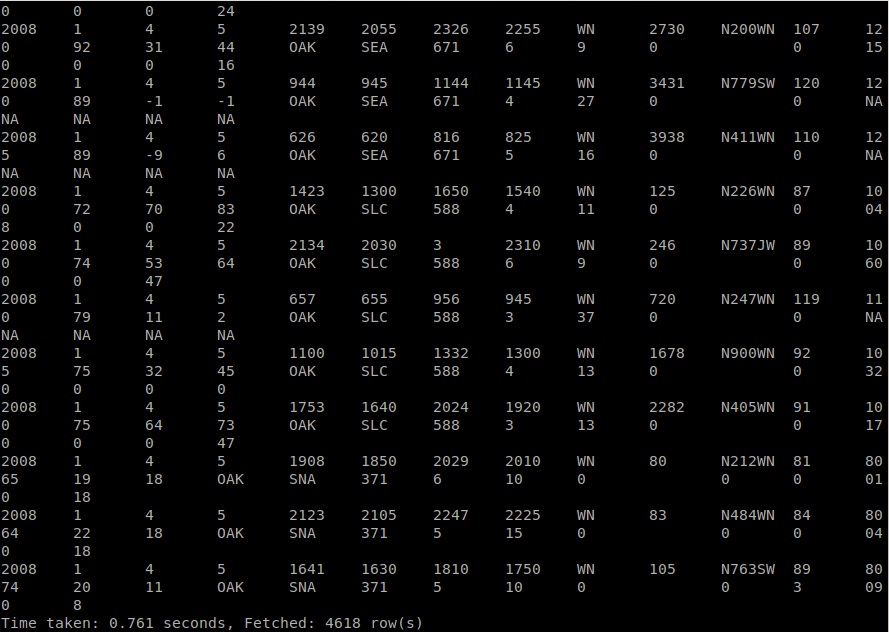 0 0 0 24
2008 1 4 5 2139 2055 2326 2255 WN 2730 N200WN 107 12
0 92 31 44 OAK SEA 671 6 9 0 0 15
0 0 0 16
2008 1 4 5 944 945 1144 1145 WN 3431 N779SW 120 12
0 89 -1 -1 OAK SEA 671 4 27 0 0 NA
NA NA NA NA
2008 1 4 5 626 620 816 825 WN 3938 N411WN 110 12
5 89 -9 6 OAK SEA 671 5 16 0 0 NA
NA NA NA NA
2008 1 4 5 1423 1300 1650 1540 WN 125 N226WN 87 10
0 72 70 83 OAK SLC 588 4 11 0 0 04
8 0 0 22
2008 1 4 5 2134 2030 3 2310 WN 246 N737JW 89 10
0 74 53 64 OAK SLC 588 6 9 0 0 60
0 0 47
2008 1 4 5 657 655 956 945 WN 720 N247WN 119 11
0 79 11 2 OAK SLC 588 3 37 0 0 NA
NA NA NA NA
2008 1 4 5 1100 1015 1332 1300 WN 1678 N900WN 92 10
5 75 32 45 OAK SLC 588 4 13 0 0 32
0 0 0 0
2008 1 4 5 1753 1640 2024 1920 WN 2282 N405WN 91 10
0 75 64 73 OAK SLC 588 3 13 0 0 17
0 0 0 47
2008 1 4 5 1908 1850 2029 2010 WN 80 N212WN 81 80
65 19 18 OAK SNA 371 6 10 0 0 0 01
0 18
2008 1 4 5 2123 2105 2247 2225 WN 83 N484WN 84 80
64 22 18 OAK SNA 371 5 15 0 0 0 04
0 18
2008 1 4 5 1641 1630 1810 1750 WN 105 N763SW 89 80
74 20 11 OAK SNA 371 5 10 0 0 3 09
0 8
Time taken: 0.761 seconds, Fetched: 4618 row(s)